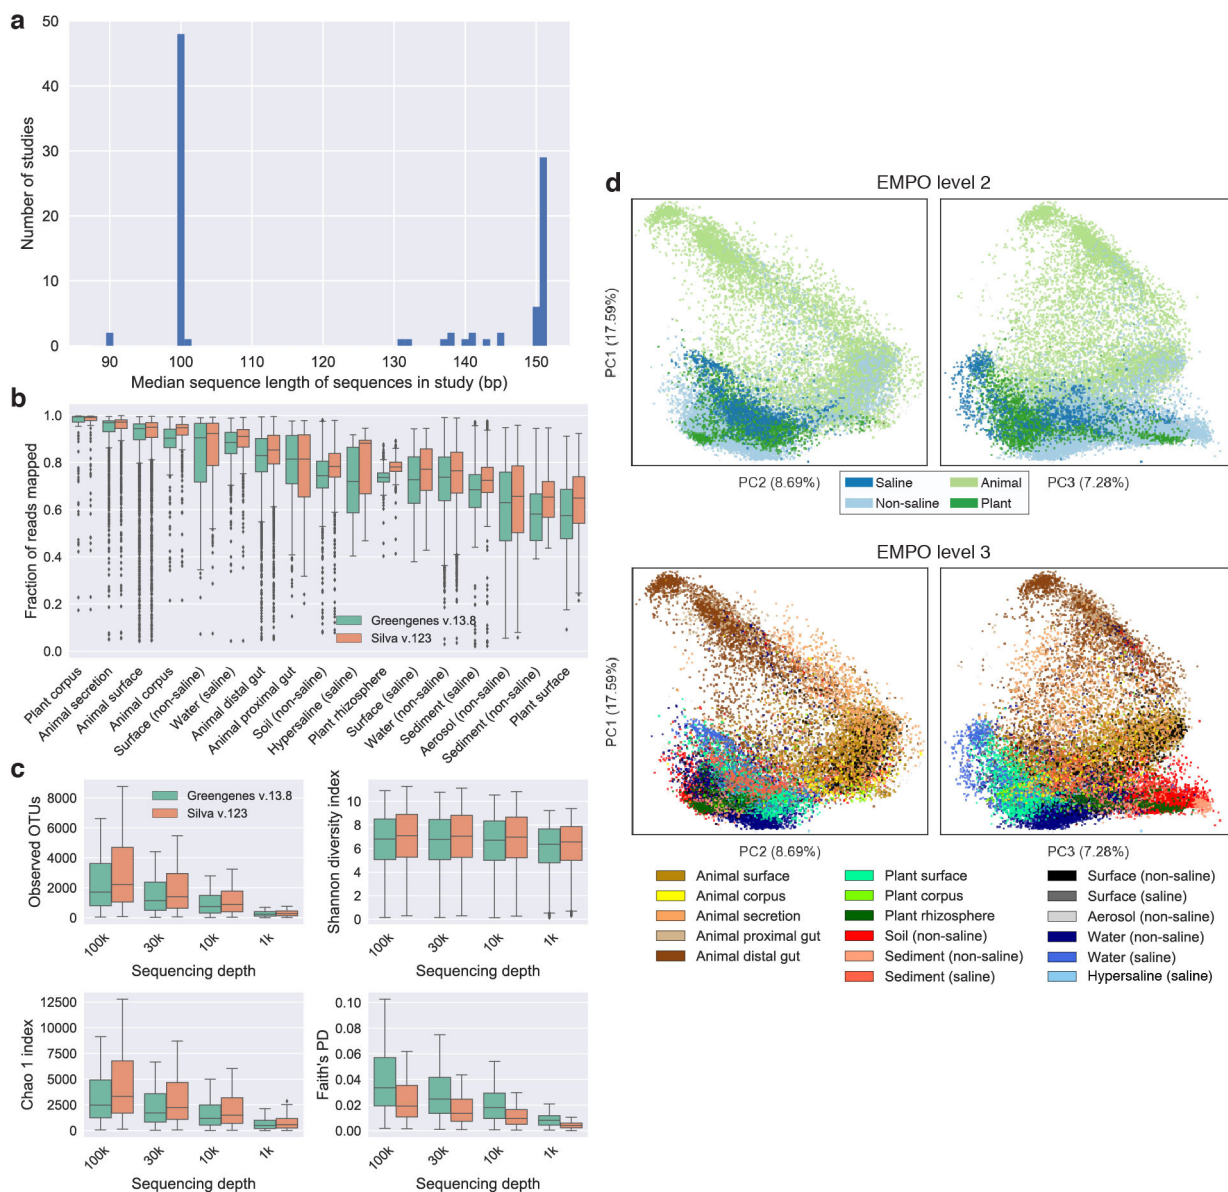 a
50
40
30
20
10
0
Number of studies
90 100 110 120 130 140 150
Median sequence length of sequences in study (bp)
b
1.0
0.8
0.6
0.4
0.2
0.0
Fraction of reads mapped
Greengenes v.13.8
Silva v.123
Plant corpus
Animal secretion
Animal surface
Animal corpus
Surface (non-saline)
Water (saline)
Animal distal gut
Animal proximal gut
Soil (non-saline)
Hypersaline (saline)
Plant rhizosphere
Surface (saline)
Water (non-saline)
Sediment (saline)
Aerosol (non-saline)
Sediment (non-saline)
Plant surface
c
8000
6000
4000
2000
0
Observed OTUs
Greengenes v.13.8
Silva v.123
100k 30k 10k 1k
Sequencing depth
10
8
6
4
2
0
Shannon diversity index
100k 30k 10k 1k
Sequencing depth
12500
10000
7500
5000
2500
0
Chao 1 index
100k 30k 10k 1k
Sequencing depth
0.10
0.08
0.06
0.04
0.02
0.00
Faith's PD
100k 30k 10k 1k
Sequencing depth
d
EMPO level 2
PC1 (17.59%)
PC2 (8.69%)
PC3 (7.28%)
Saline
Animal
Non-saline
Plant
EMPO level 3
PC1 (17.59%)
PC2 (8.69%)
PC3 (7.28%)
Animal surface
Animal corpus
Animal secretion
Animal proximal gut
Animal distal gut
Plant surface
Plant corpus
Plant rhizosphere
Soil (non-saline)
Sediment (non-saline)
Sediment (saline)
Surface (non-saline)
Surface (saline)
Aerosol (non-saline)
Water (non-saline)
Water (saline)
Hypersaline (saline)